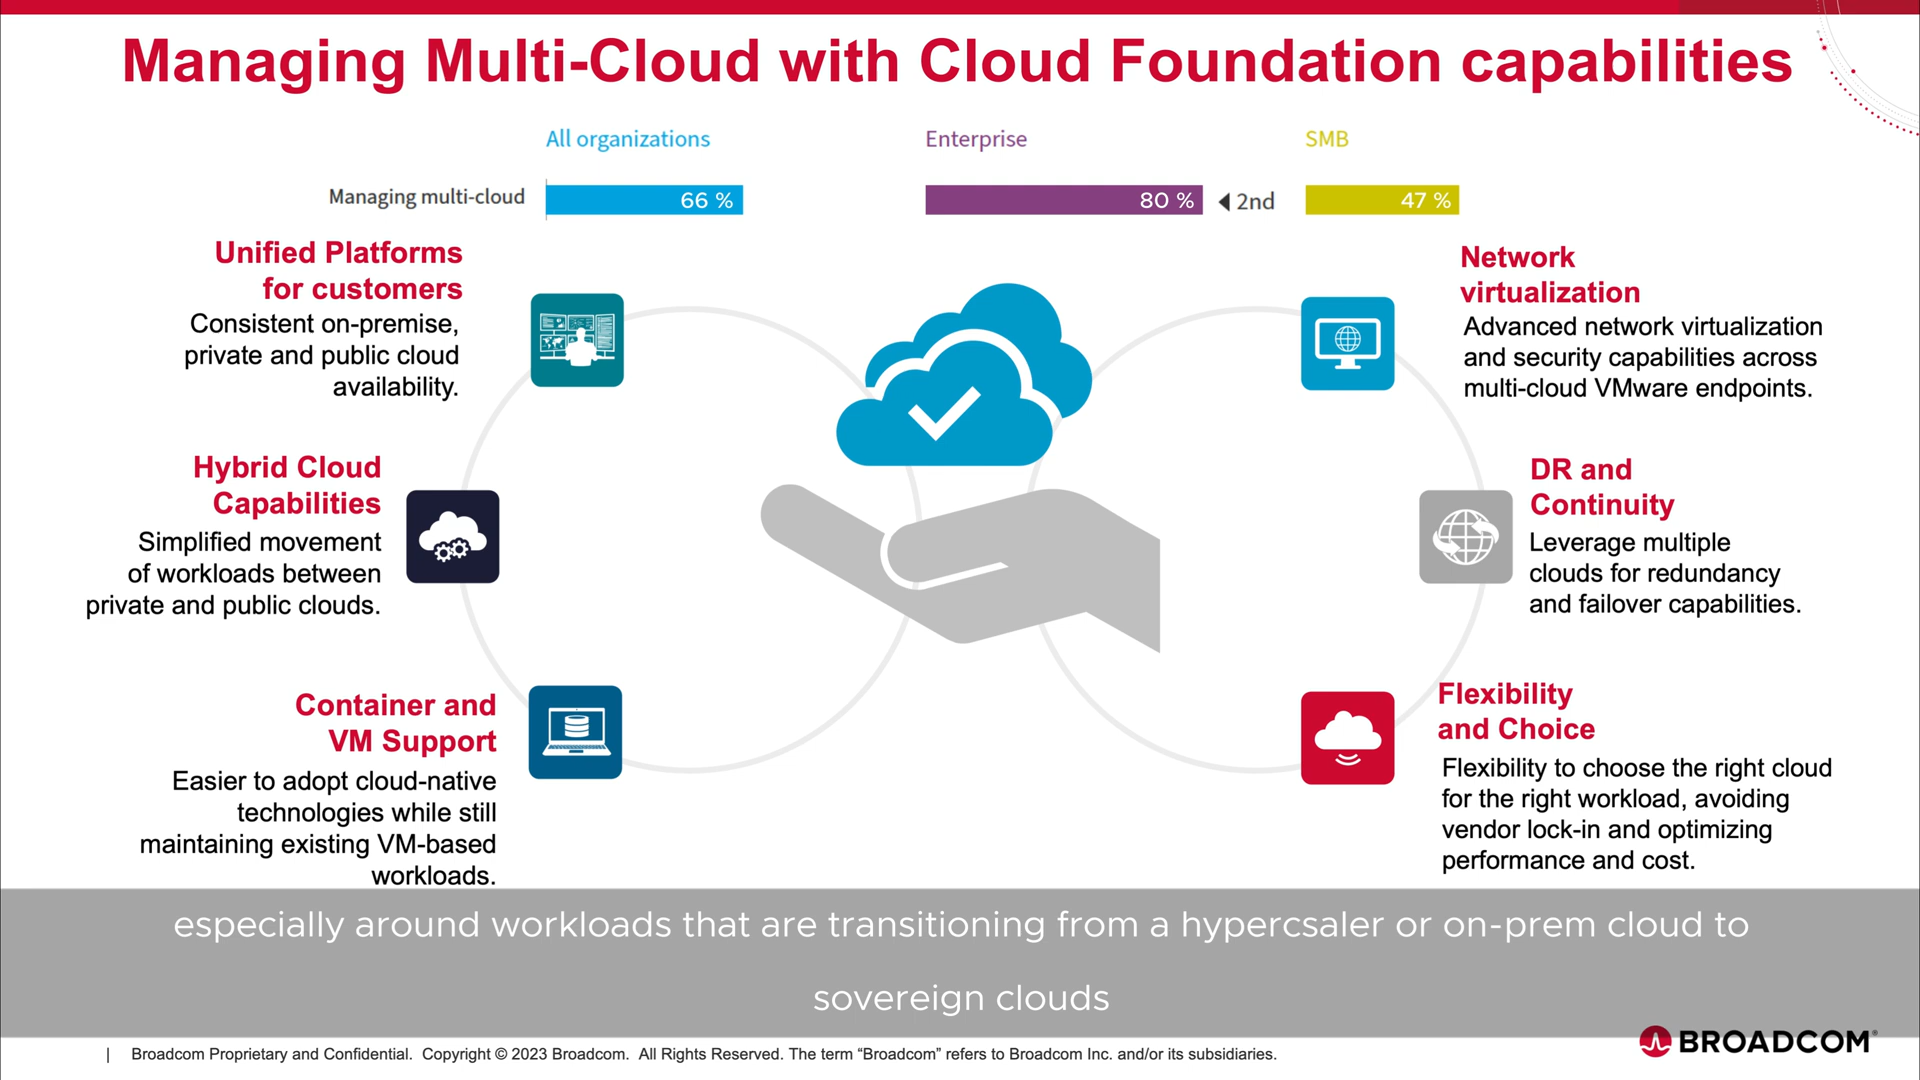 Managing Multi-Cloud with Cloud Foundation capabilities
All organizations
Enterprise
SMB
Managing multi-cloud
66 %
80 %
2nd
47 %
Unified Platforms
for customers
Consistent on-premise,
private and public cloud
availability.
Hybrid Cloud
Capabilities
Simplified movement
of workloads between
private and public clouds.
Container and
VM Support
Easier to adopt cloud-native
technologies while still
maintaining existing VM-based
workloads.
Network
virtualization
Advanced network virtualization
and security capabilities across
multi-cloud VMware endpoints.
DR and
Continuity
Leverage multiple
clouds for redundancy
and failover capabilities.
Flexibility
and Choice
Flexibility to choose the right cloud
for the right workload, avoiding
vendor lock-in and optimizing
performance and cost.
especially around workloads that are transitioning from a hypercsaler or on-prem cloud to
sovereign clouds
| Broadcom Proprietary and Confidential. Copyright © 2023 Broadcom. All Rights Reserved. The term “Broadcom” refers to Broadcom Inc. and/or its subsidiaries.
BROADCOM®